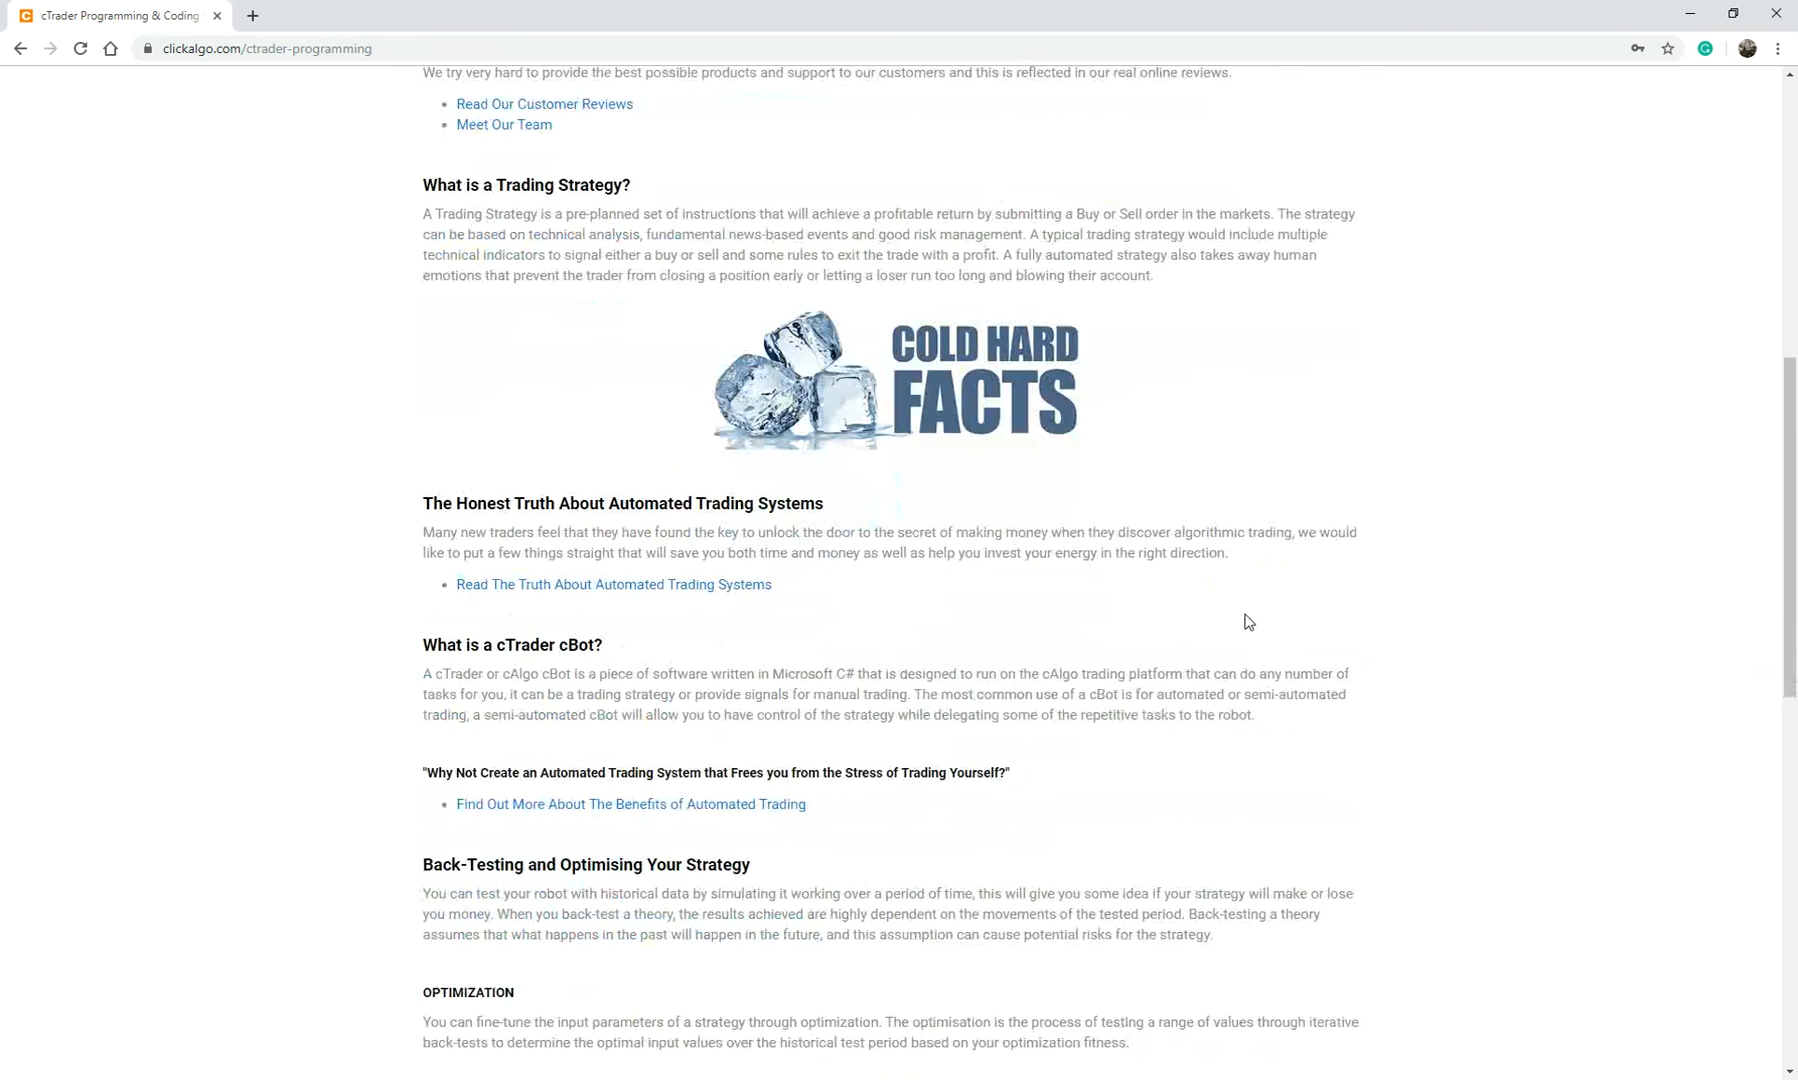 cTrader Programming & Coding
clickalgo.com/ctrader-programming
We try very hard to provide the best possible products and support to our customers and this is reflected in our real online reviews.
Read Our Customer Reviews
Meet Our Team
What is a Trading Strategy?
A Trading Strategy is a pre-planned set of instructions that will achieve a profitable return by submitting a Buy or Sell order in the markets. The strategy
can be based on technical analysis, fundamental news-based events and good risk management. A typical trading strategy would include multiple
technical indicators to signal either a buy or sell and some rules to exit the trade with a profit. A fully automated strategy also takes away human
emotions that prevent the trader from closing a position early or letting a loser run too long and blowing their account.
COLD HARD
FACTS
The Honest Truth About Automated Trading Systems
Many new traders feel that they have found the key to unlock the door to the secret of making money when they discover algorithmic trading, we would
like to put a few things straight that will save you both time and money as well as help you invest your energy in the right direction.
Read The Truth About Automated Trading Systems
What is a cTrader cBot?
A cTrader or cAlgo cBot is a piece of software written in Microsoft C# that is designed to run on the cAlgo trading platform that can do any number of
tasks for you, it can be a trading strategy or provide signals for manual trading. The most common use of a cBot is for automated or semi-automated
trading, a semi-automated cBot will allow you to have control of the strategy while delegating some of the repetitive tasks to the robot.
"Why Not Create an Automated Trading System that Frees you from the Stress of Trading Yourself?"
Find Out More About The Benefits of Automated Trading
Back-Testing and Optimising Your Strategy
You can test your robot with historical data by simulating it working over a period of time, this will give you some idea if your strategy will make or lose
you money. When you back-test a theory, the results achieved are highly dependent on the movements of the tested period. Back-testing a theory
assumes that what happens in the past will happen in the future, and this assumption can cause potential risks for the strategy.
OPTIMIZATION
You can fine-tune the input parameters of a strategy through optimization. The optimisation is the process of testing a range of values through iterative
back-tests to determine the optimal input values over the historical test period based on your optimization fitness.